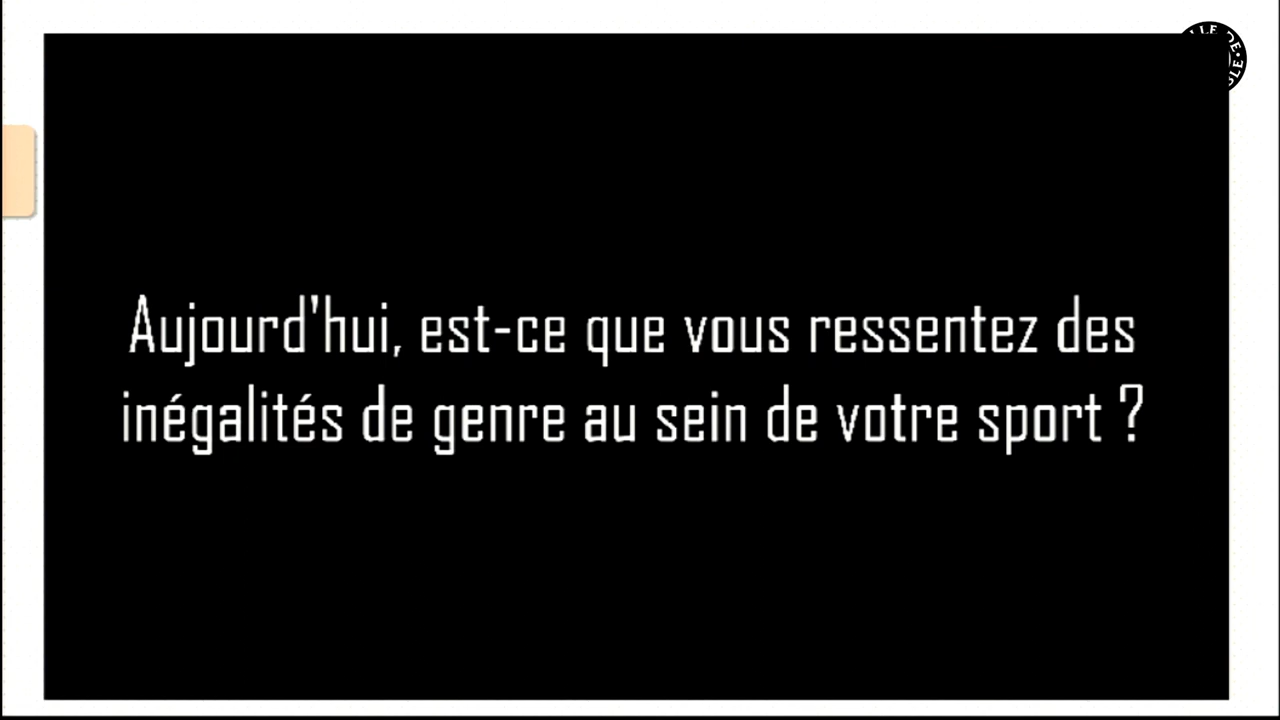 Aujourd'hui, est-ce que vous ressentez des
inégalités de genre au sein de votre sport ?